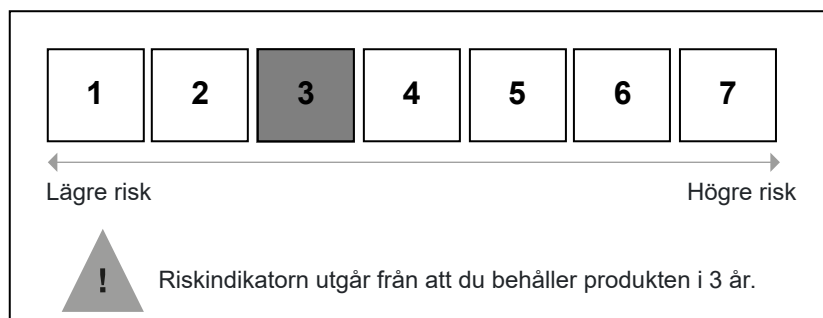 1 2 3 4 5 6 7
Lägre risk Högre risk
! Riskindikatorn utgår från att du behåller produkten i 3 år.